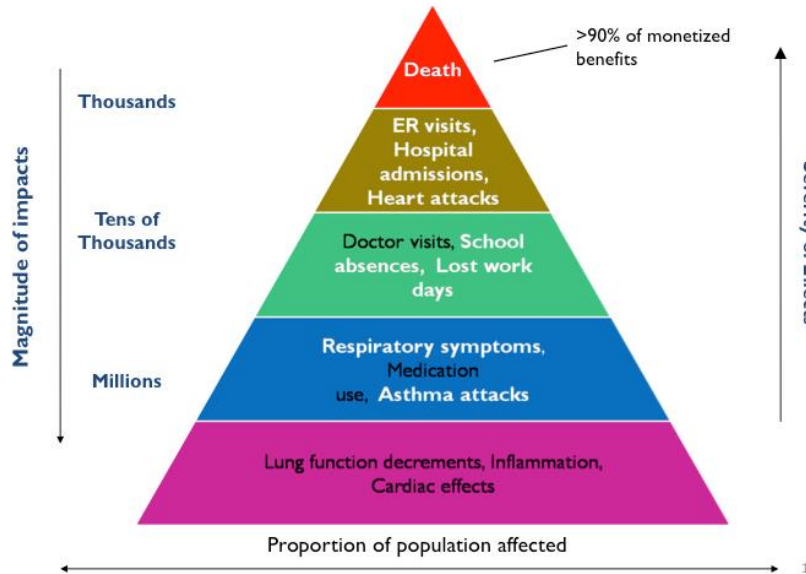 >90% of monetized
benefits
Death
Thousands
ER visits,
Hospital
admissions,
Heart attacks
Magnitude of impacts
Tens of
Thousands
Doctor visits, School
absences, Lost work
days
Millions
Respiratory symptoms,
Medication
use, Asthma attacks
Lung function decrements, Inflammation,
Cardiac effects
Proportion of population affected